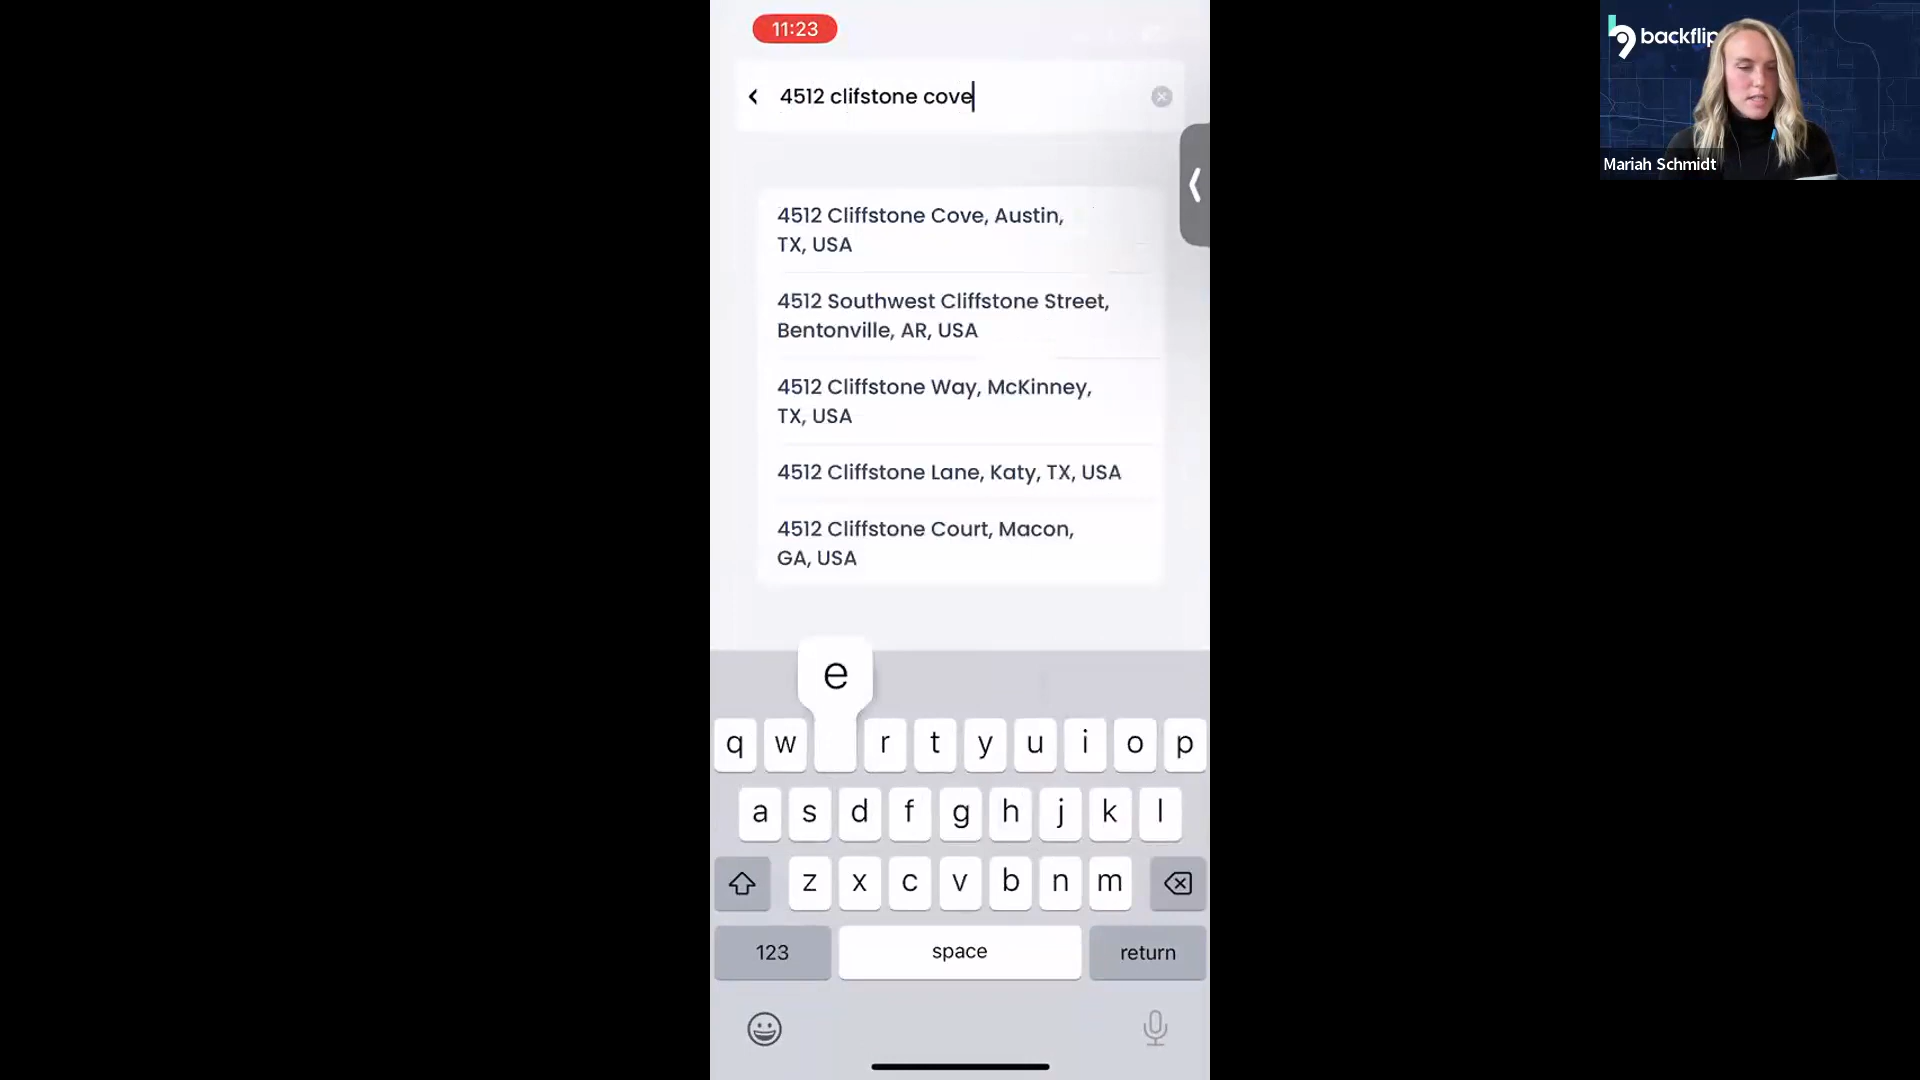 11:23
4512 clifstone cove
backflip
Mariah Schmidt
4512 Cliffstone Cove, Austin,
TX, USA
4512 Southwest Cliffstone Street,
Bentonville, AR, USA
4512 Cliffstone Way, McKinney,
TX, USA
4512 Cliffstone Lane, Katy, TX, USA
4512 Cliffstone Court, Macon,
GA, USA
e
q w r t y u i o p
a s d f g h j k l
z x c v b n m
123 space return